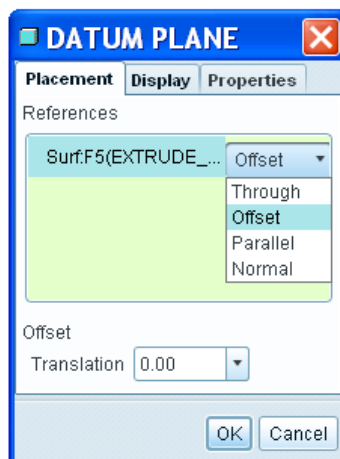 DATUM PLANE
Placement Display Properties
References
Surf:F5(EXTRUDE_... Offset
Through
Offset
Parallel
Normal
Offset
Translation 0.00
OK Cancel